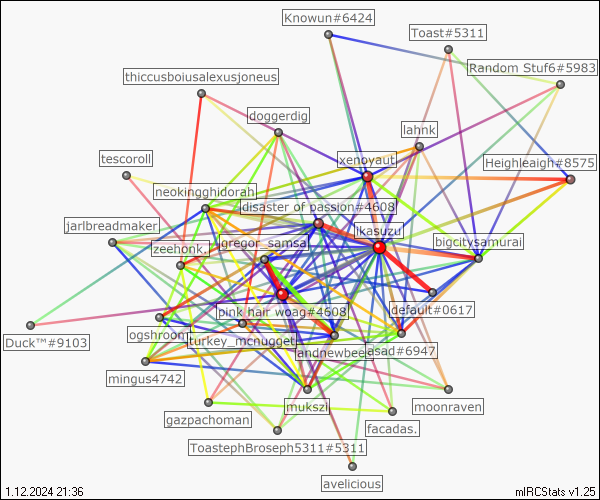 Knowun#6424
Toast#5311
Random Stuf6#5983
thiccusboiusalexusjoneus
doggerdig
lahnk
tescoroll
xenoyaut
Heighleaigh#8575
neokingghidorah
disaster of passion#4608
jarlbreadmaker
likasuzu
zeehonk.
gregor_samsa
bigcitysamurai
default#0617
pink hair woag#4608
Duck™#9103
ogshroom
turkey_mcnugget
andnewbee
asad#6947
mingus4742
mukszi
moonraven
gazpachoman
facadas.
ToastephBroseph5311#5311
avelicious
1.12.2024 21:36
mIRCStats v1.25